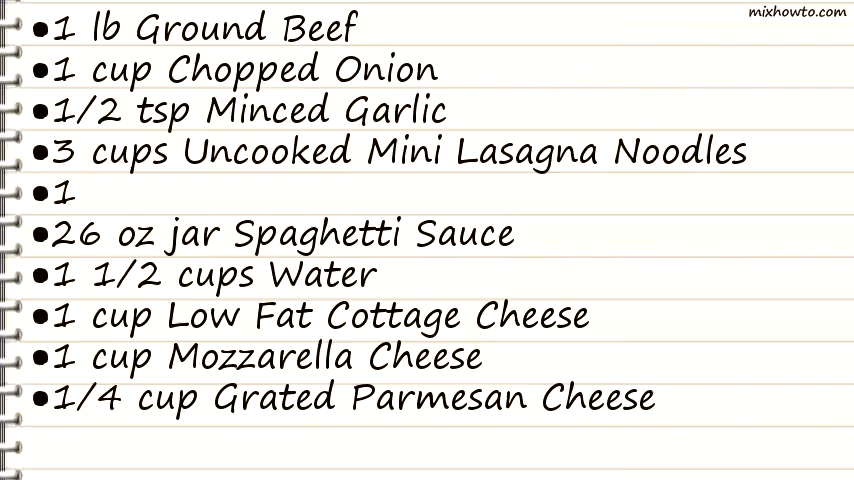 mixhowto.com
•1 lb Ground Beef
•1 cup Chopped Onion
•1/2 tsp Minced Garlic
•3 cups Uncooked Mini Lasagna Noodles
•1
•26 oz jar Spaghetti Sauce
•1 1/2 cups Water
•1 cup Low Fat Cottage Cheese
•1 cup Mozzarella Cheese
•1/4 cup Grated Parmesan Cheese